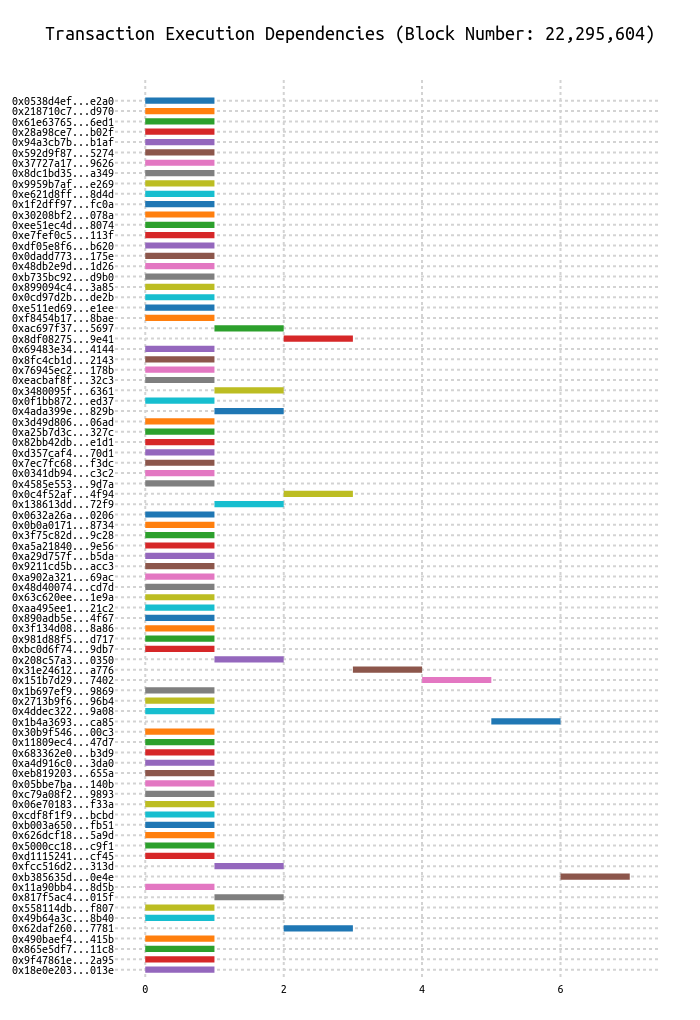 Transaction Execution Dependencies (Block Number: 22,295,604)
0x0538d4ef...e2a0
0x218710c7...d970
0x61e63765...6ed1
0x28a98ce7...b02f
0x94a3cb7b...b1af
0x592d9f87...5274
0x37727a17...9626
0x8dc1bd35...a349
0x9959b7af...e269
0xe621d8ff...8d4d
0x1f2dff97...fc0a
0x30208bf2...078a
0xee51ec4d...8074
0xe7fef0c5...113f
0xdf05e8f6...b620
0x0dadd773...175e
0x48db2e9d...1d26
0xb735bc92...d9b0
0x899094c4...3a85
0x0cd97d2b...de2b
0xe511ed69...e1ee
0xf8454b17...8bae
0xac697f37...5697
0x8df08275...9e41
0x69483e34...4144
0x8fc4cb1d...2143
0x76945ec2...178b
0xeacbaf8f...32c3
0x3480095f...6361
0x0f1bb872...ed37
0x4ada399e...829b
0x3d49d806...06ad
0xa25b7d3c...327c
0x82bb42db...e1d1
0xd357caf4...70d1
0x7ec7fc68...f3dc
0x0341db94...c3c2
0x4585e553...9d7a
0x0c4f52af...4f94
0x138613dd...72f9
0x0632a26a...0206
0x0b0a0171...8734
0x3f75c82d...9c28
0xa5a21840...9e56
0xa29d757f...b5da
0x9211cd5b...acc3
0xa902a321...69ac
0x48d40074...cd7d
0x63c620ee...1e9a
0xaa495ee1...21c2
0x890adb5e...4f67
0x3f134d08...8a86
0x981d88f5...d717
0xbc0d6f74...9db7
0x208c57a3...0350
0x31e24612...a776
0x151b7d29...7402
0x1b697ef9...9869
0x2713b9f6...96b4
0x4ddec322...9a08
0x1b4a3693...ca85
0x30b9f546...00c3
0x11809ec4...47d7
0x683362e0...b3d9
0xa4d916c0...3da0
0xeb819203...655a
0x05bbe7ba...140b
0xc79a08f2...9893
0x06e70183...f33a
0xcdf8f1f9...bcbd
0xb003a650...fb51
0x626dcf18...5a9d
0x5000cc18...c9f1
0xd1115241...cf45
0xfcc516d2...313d
0xb385635d...0e4e
0x11a90bb4...8d5b
0x817f5ac4...015f
0x558114db...f807
0x49b64a3c...8b40
0x62daf260...7781
0x490baef4...415b
0x865e5df7...11c8
0x9f47861e...2a95
0x18e0e203...013e
0 2 4 6